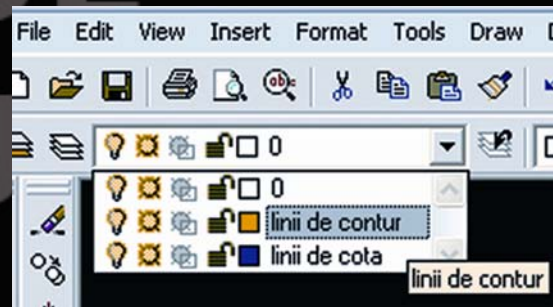 File Edit View Insert Format Tools Draw
0
0
linii de contur
linii de cota
linii de contur